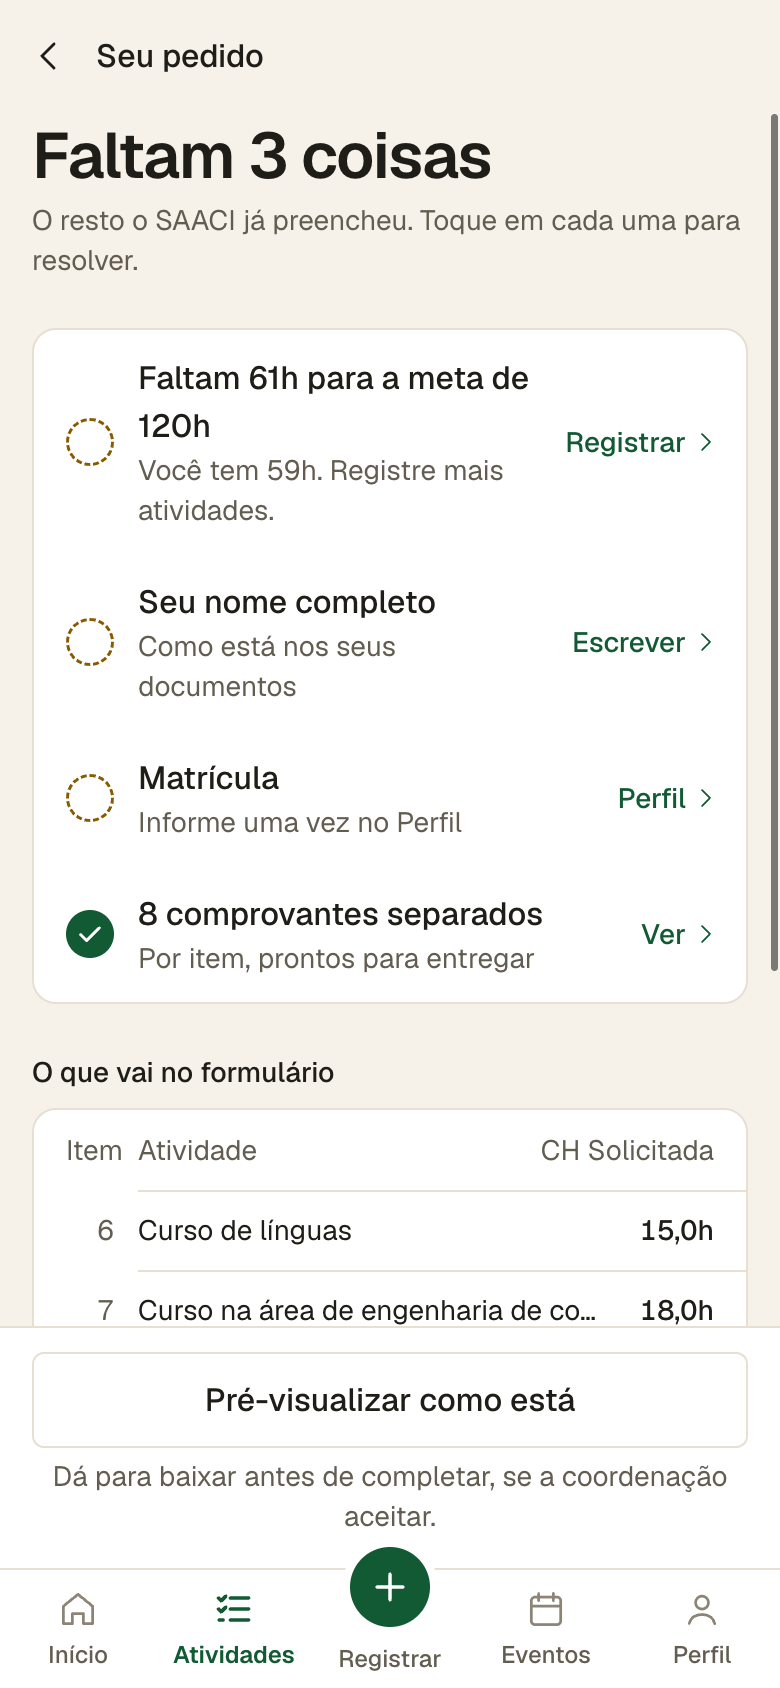 Seu pedido
Faltam 3 coisas
O resto o SAACI já preencheu. Toque em cada uma para
resolver.
Faltam 61h para a meta de
120h
Você tem 59h. Registre mais
atividades.
Registrar
Seu nome completo
Como está nos seus
documentos
Escrever
Matrícula
Informe uma vez no Perfil
Perfil
8 comprovantes separados
Por item, prontos para entregar
Ver
O que vai no formulário
Item Atividade CH Solicitada
6 Curso de línguas 15,0h
7 Curso na área de engenharia de co... 18,0h
Pré-visualizar como está
Dá para baixar antes de completar, se a coordenação
aceitar.
Início Atividades Registrar Eventos Perfil